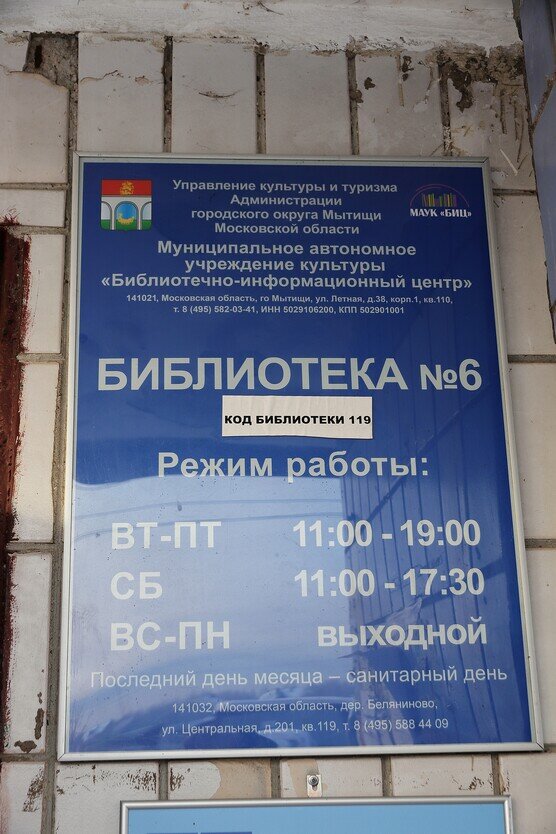 Управление культуры и туризма
Администрации
городского округа Мытищи
Московской области
МАУК «БИЦ»
Муниципальное автономное
учреждение культуры
«Библиотечно-информационный центр»
141021, Московская область, го Мытищи, ул. Летная, д.38, корп.1, кв.110,
т. 8 (495) 582-03-41, ИНН 5029106200, КПП 502901001
БИБЛИОТЕКА №6
КОД БИБЛИОТЕКИ 119
Режим работы:
ВТ-ПТ 11:00 - 19:00
СБ 11:00 - 17:30
ВС-ПН выходной
Последний день месяца – санитарный день
141032, Московская область, дер. Беляниново,
ул. Центральная, д.201, кв.119, т. 8 (495) 588 44 09